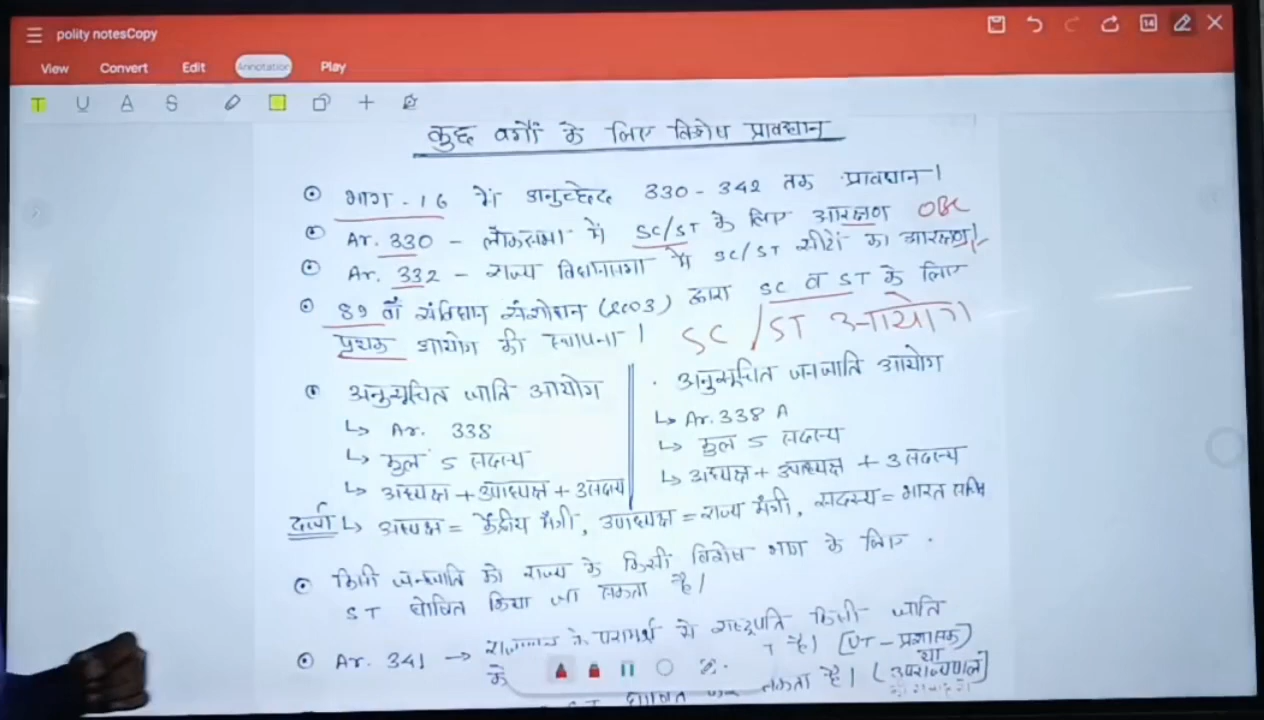 polity notesCopy
14
View Convert Edit Annotation Play
T U A S
कुछ वर्गों के लिए विशेष प्रावधान
भाग - 16 में अनुच्छेद 330 - 342 तक प्रावधान।
Ar. 330 - लोकसभा में SC/ST के लिए आरक्षण OBC
Ar. 332 - राज्य विधानसभा में SC/ST सीटों का आरक्षण।
89 वाँ संविधान संशोधन (2003) द्वारा SC व ST के लिए
पृथक आयोग की स्थापना।
SC/ST आयोग
अनुसूचित जाति आयोग
↳ Ar. 338
↳ कुल 5 सदस्य
↳ अध्यक्ष + उपाध्यक्ष + 3 सदस्य
अनुसूचित जनजाति आयोग
↳ Ar. 338 A
↳ कुल 5 सदस्य
↳ अध्यक्ष + उपाध्यक्ष + 3 सदस्य
दर्जा ↳ अध्यक्ष = केंद्रीय मंत्री, उपाध्यक्ष = राज्य मंत्री, सदस्य = भारत सचिव
किसी जनजाति को राज्य के किसी विशेष भाग के लिए
ST घोषित किया जा सकता है।
Ar. 341 → राज्यपाल के परामर्श से राष्ट्रपति किसी जाति
को है। [UT - प्रशासक
या
सकता है। (उपराज्यपाल]